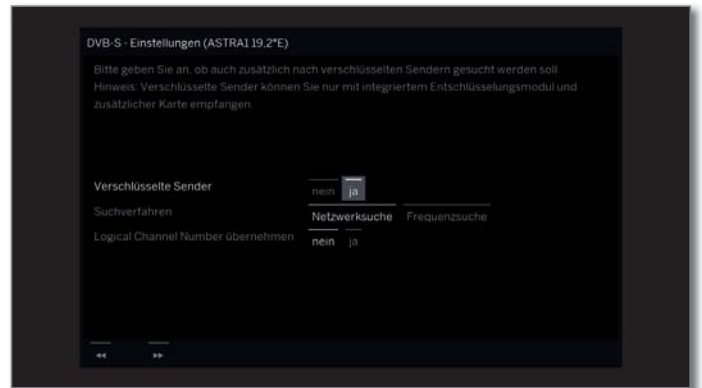 DVB-S - Einstellungen (ASTRA1 19,2°E)
Bitte geben Sie an, ob auch zusätzlich nach verschlüsselten Sendern gesucht werden soll.
Hinweis: Verschlüsselte Sender können Sie nur mit integriertem Entschlüsselungsmodul und
zusätzlicher Karte empfangen.
Verschlüsselte Sender nein ja
Suchverfahren Netzwerksuche Frequenzsuche
Logical Channel Number übernehmen nein ja